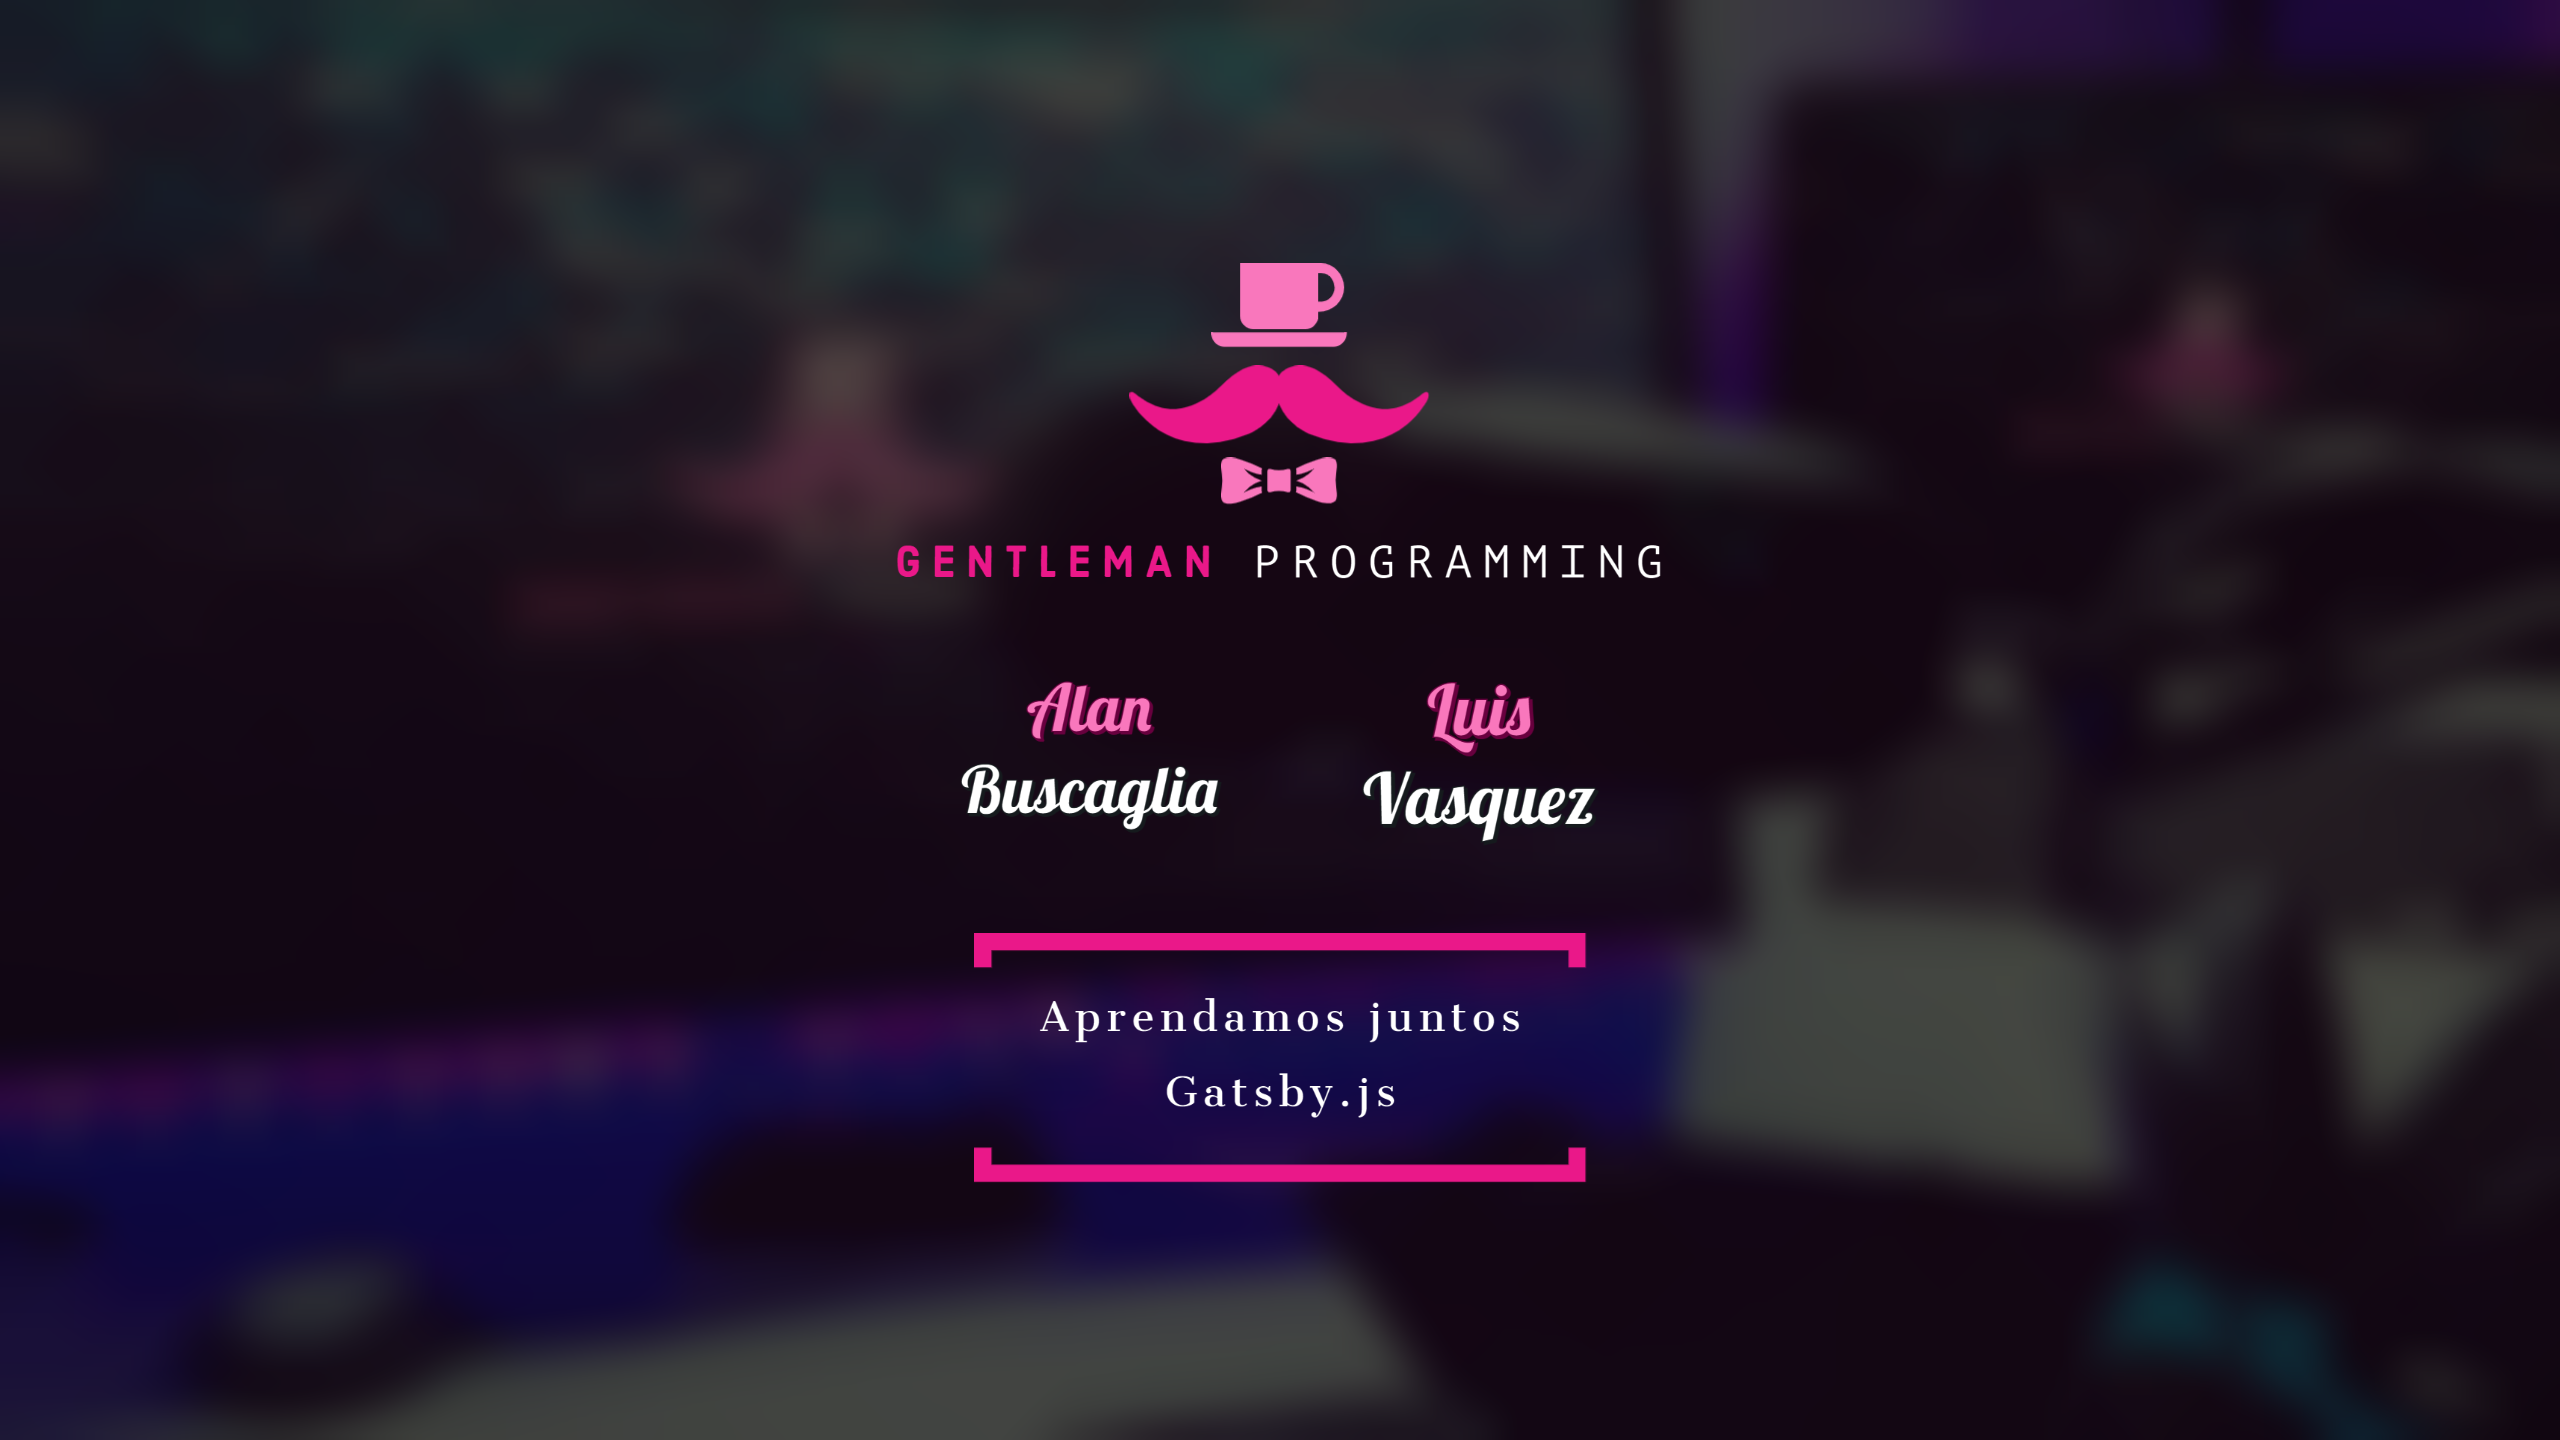 GENTLEMAN PROGRAMMING
Alan
Buscaglia
Luis
Vasquez
Aprendamos juntos
Gatsby.js